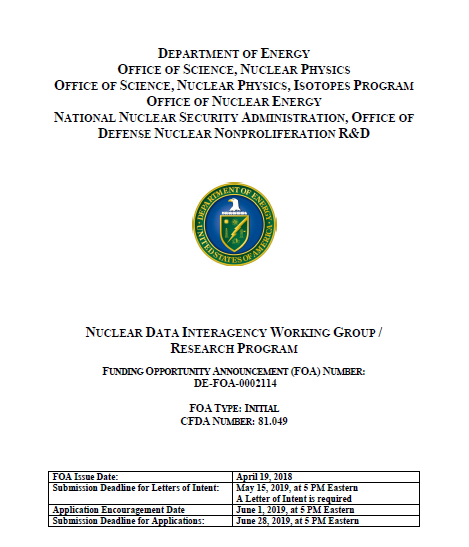 DEPARTMENT OF ENERGY
OFFICE OF SCIENCE, NUCLEAR PHYSICS
OFFICE OF SCIENCE, NUCLEAR PHYSICS, ISOTOPES PROGRAM
OFFICE OF NUCLEAR ENERGY
NATIONAL NUCLEAR SECURITY ADMINISTRATION, OFFICE OF
DEFENSE NUCLEAR NONPROLIFERATION R&D
DEPARTMENT OF ENERGY
UNITED STATES OF AMERICA
NUCLEAR DATA INTERAGENCY WORKING GROUP /
RESEARCH PROGRAM
FUNDING OPPORTUNITY ANNOUNCEMENT (FOA) NUMBER:
DE-FOA-0002114
FOA TYPE: INITIAL
CFDA NUMBER: 81.049
FOA Issue Date: April 19, 2018
Submission Deadline for Letters of Intent: May 15, 2019, at 5 PM Eastern
A Letter of Intent is required
Application Encouragement Date June 1, 2019, at 5 PM Eastern
Submission Deadline for Applications: June 28, 2019, at 5 PM Eastern